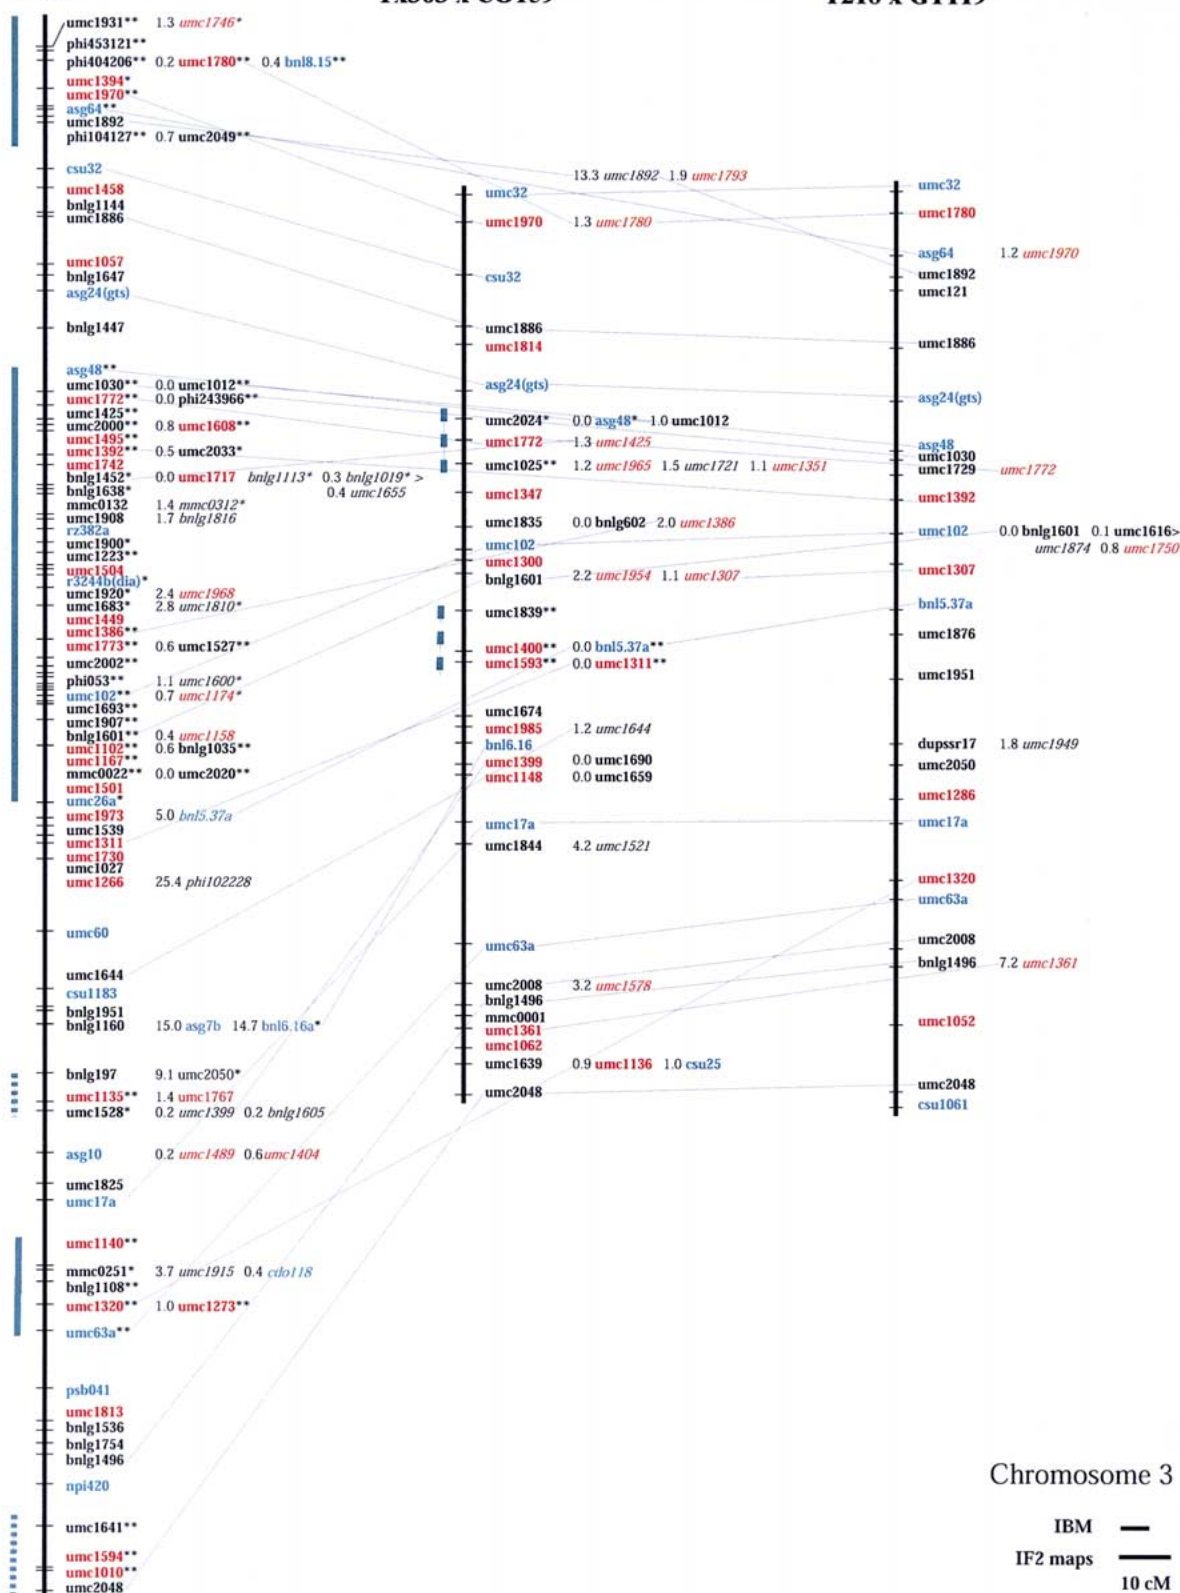 umc1931** 1.3 umc1746*
phi453121**
phi404206** 0.2 umc1780** 0.4 bnl8.15**
umc1394*
umc1970**
asg64**
umc1892
phi104127** 0.7 umc2049**
csu32
umc1458
bnlg1144
umc1886
umc1057
bnlg1647
asg24(gts)
bnlg1447
asg48**
umc1030** 0.0 umc1012**
umc1772** 0.0 phi243966**
umc1425**
umc2000** 0.8 umc1608**
umc1495**
umc1392** 0.5 umc2033*
umc1742
bnlg1452* 0.0 umc1717 bnlg1113* 0.3 bnlg1019* >
0.4 umc1655
bnlg1638*
mmc0132 1.4 mmc0312*
umc1908 1.7 bnlg1816
rz382a
umc1900*
umc1223**
umc1504
r3244b(dia)*
umc1920* 2.4 umc1968
umc1683* 2.8 umc1810*
umc1449
umc1386**
umc1773** 0.6 umc1527**
umc2002**
phi053** 1.1 umc1600*
umc102** 0.7 umc1174*
umc1693**
umc1907**
bnlg1601** 0.4 umc1158
umc1102** 0.6 bnlg1035**
umc1167**
mmc0022** 0.0 umc2020**
umc1501
umc26a*
umc1973 5.0 bnl5.37a
umc1539
umc1311
umc1730
umc1027
umc1266 25.4 phi102228
umc60
umc1644
csu1183
bnlg1951
bnlg1160 15.0 asg7b 14.7 bnl6.16a*
bnlg197 9.1 umc2050*
umc1135** 1.4 umc1767
umc1528* 0.2 umc1399 0.2 bnlg1605
asg10 0.2 umc1489 0.6umc1404
umc1825
umc17a
umc1140**
mmc0251* 3.7 umc1915 0.4 cdo118
bnlg1108**
umc1320** 1.0 umc1273**
umc63a**
psb041
umc1813
bnlg1536
bnlg1754
bnlg1496
npi420
umc1641**
umc1594**
umc1010**
umc2048
13.3 umc1892 1.9 umc1793
umc32
umc1970 1.3 umc1780
csu32
umc1886
umc1814
asg24(gts)
umc2024* 0.0 asg48* 1.0 umc1012
umc1772 1.3 umc1425
umc1025** 1.2 umc1965 1.5 umc1721 1.1 umc1351
umc1347
umc1835 0.0 bnlg602 2.0 umc1386
umc102
umc1300
bnlg1601 2.2 umc1954 1.1 umc1307
umc1839**
umc1400** 0.0 bnl5.37a**
umc1593** 0.0 umc1311**
umc1674
umc1985 1.2 umc1644
bnl6.16
umc1399 0.0 umc1690
umc1148 0.0 umc1659
umc17a
umc1844 4.2 umc1521
umc63a
umc2008 3.2 umc1578
bnlg1496
mmc0001
umc1361
umc1062
umc1639 0.9 umc1136 1.0 csu25
umc2048
umc32
umc1780
asg64 1.2 umc1970
umc1892
umc121
umc1886
asg24(gts)
asg48
umc1030
umc1729 umc1772
umc1392
umc102 0.0 bnlg1601 0.1 umc1616>
umc1874 0.8 umc1750
umc1307
bnl5.37a
umc1876
umc1951
dupssr17 1.8 umc1949
umc2050
umc1286
umc17a
umc1320
umc63a
umc2008
bnlg1496 7.2 umc1361
umc1052
umc2048
csu1061
Chromosome 3
IBM
IF2 maps
10 cM